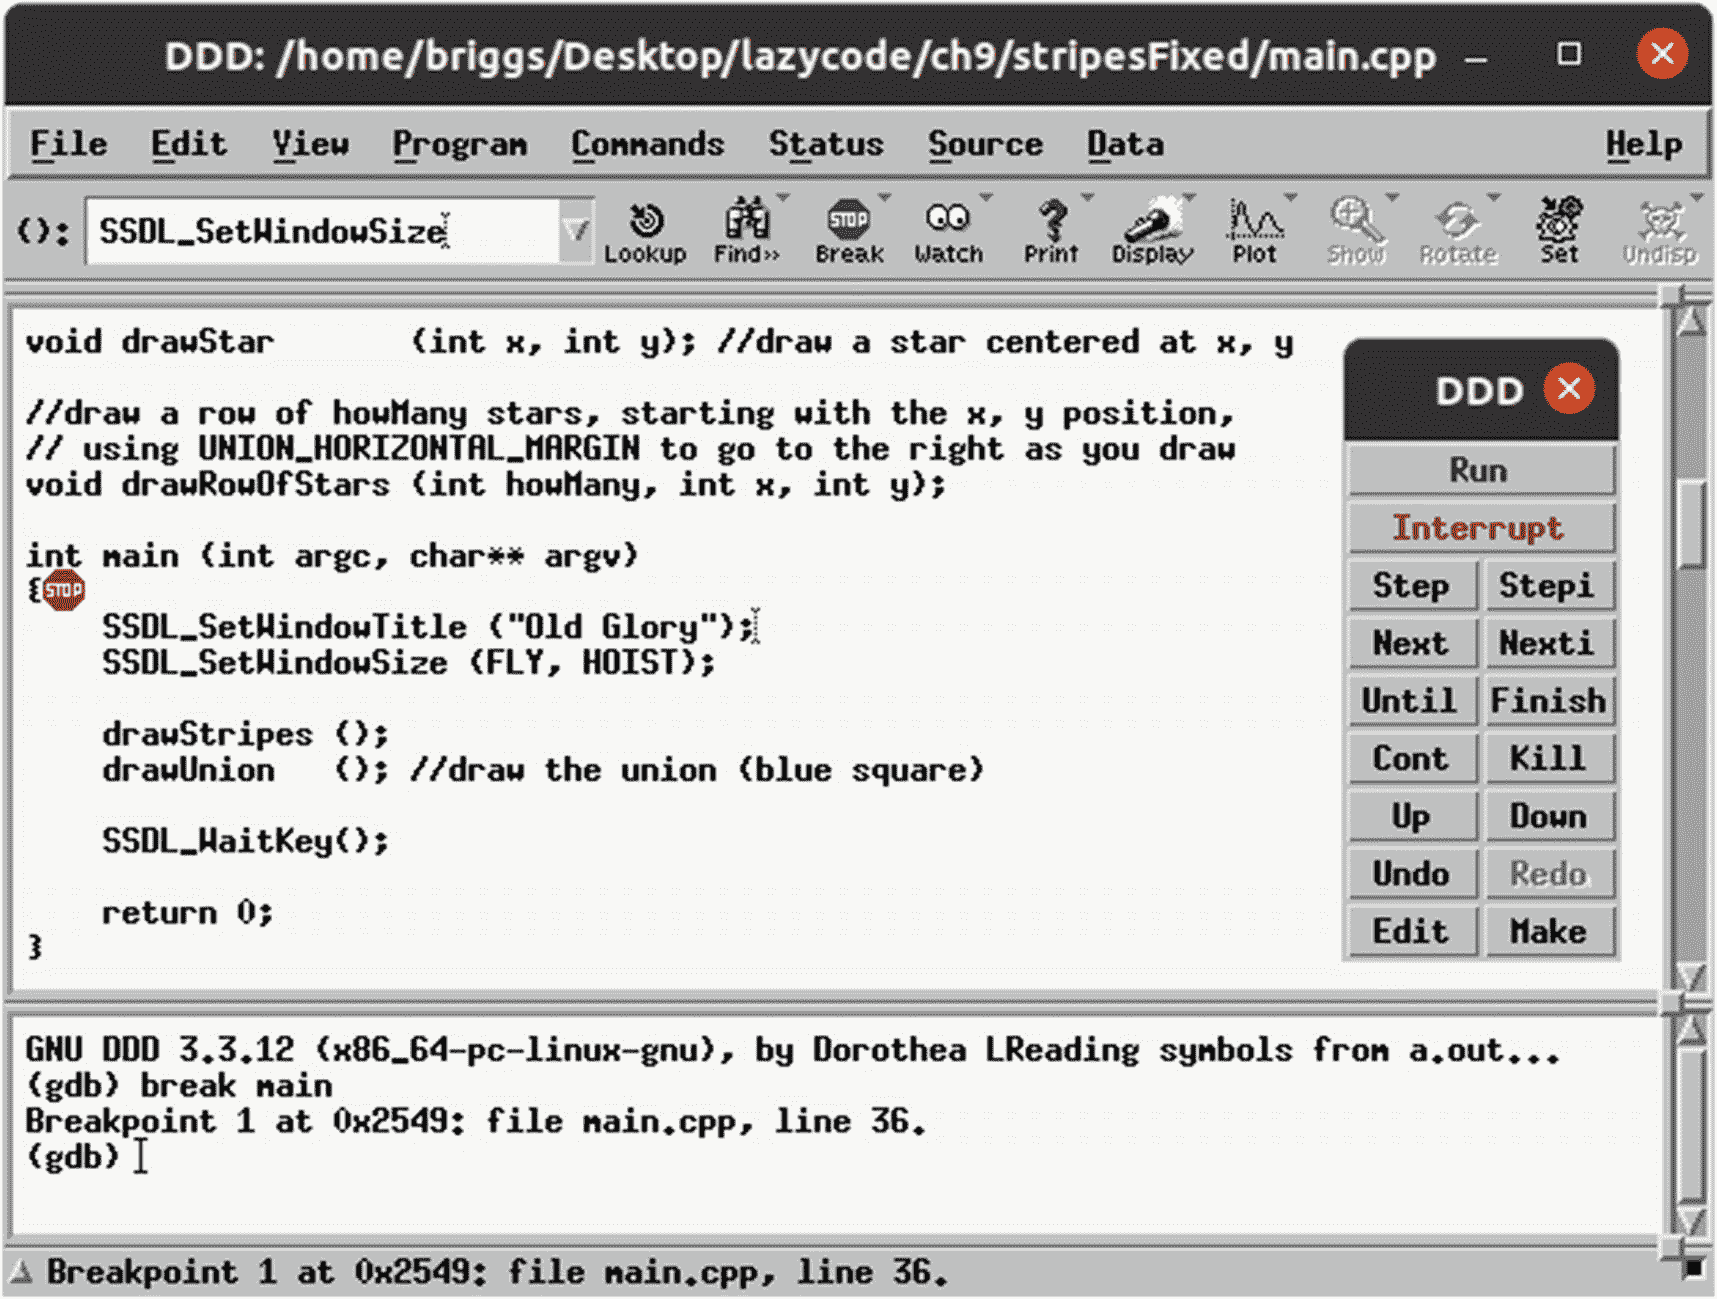 DDD: /home/briggs/Desktop/lazycode/ch9/stripesFixed/main.cpp
File Edit View Program Commands Status Source Data Help
(): SSDL_SetWindowSize
STOP
Lookup Find>> Break Watch Print Display Plot Show Rotate Set Undisp
void drawStar       (int x, int y); //draw a star centered at x, y
//draw a row of howMany stars, starting with the x, y position,
// using UNION_HORIZONTAL_MARGIN to go to the right as you draw
void drawRowOfStars (int howMany, int x, int y);
int main (int argc, char** argv)
{STOP
    SSDL_SetWindowTitle ("Old Glory");
    SSDL_SetWindowSize (FLY, HOIST);
    drawStripes ();
    drawUnion   (); //draw the union (blue square)
    SSDL_WaitKey();
    return 0;
}
DDD
Run
Interrupt
Step Stepi
Next Nexti
Until Finish
Cont Kill
Up Down
Undo Redo
Edit Make
GNU DDD 3.3.12 (x86_64-pc-linux-gnu), by Dorothea LReading symbols from a.out...
(gdb) break main
Breakpoint 1 at 0x2549: file main.cpp, line 36.
(gdb)
Breakpoint 1 at 0x2549: file main.cpp, line 36.